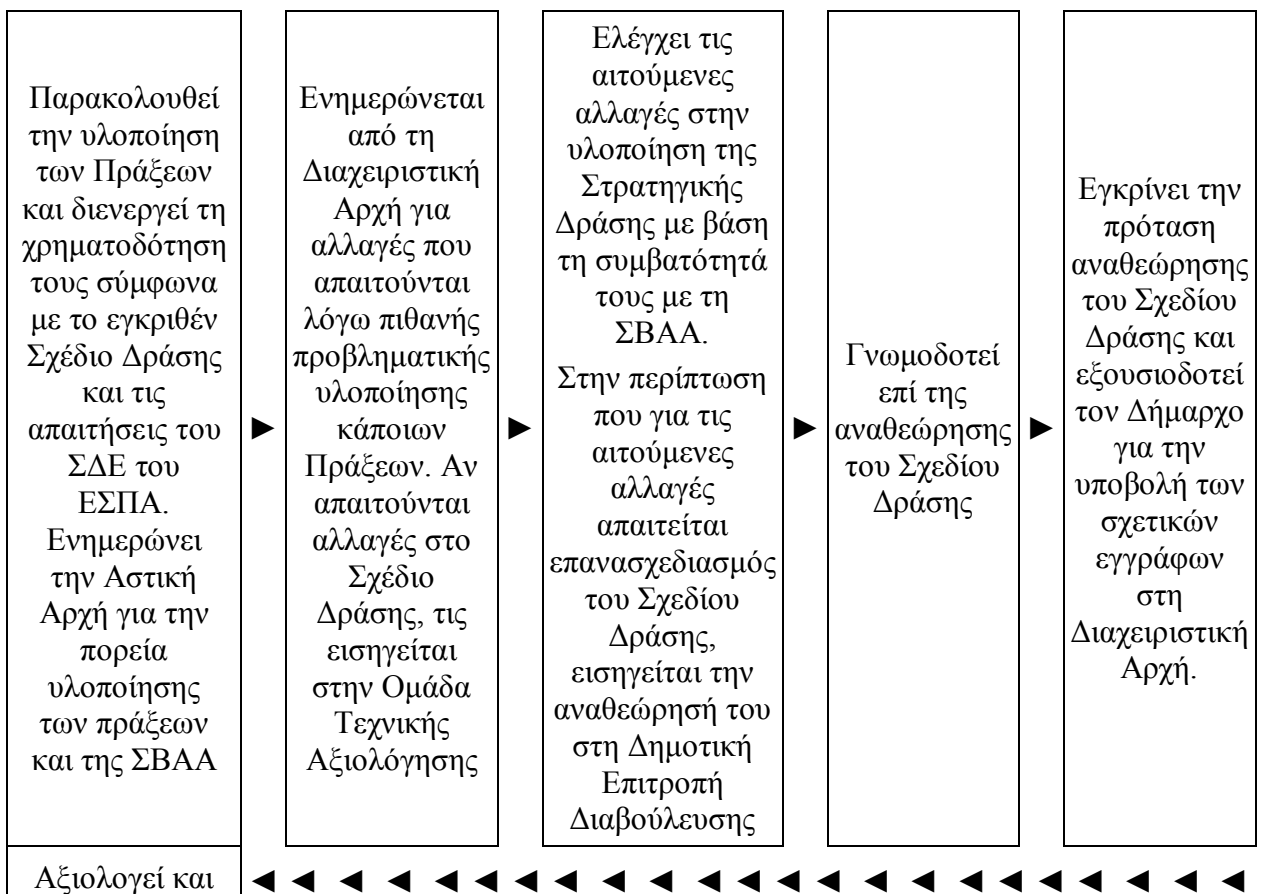 Παρακολουθεί
την υλοποίηση
των Πράξεων
και διενεργεί τη
χρηματοδότηση
τους σύμφωνα
με το εγκριθέν
Σχέδιο Δράσης
και τις
απαιτήσεις του
ΣΔΕ του
ΕΣΠΑ.
Ενημερώνει
την Αστική
Αρχή για την
πορεία
υλοποίησης
των πράξεων
και της ΣΒΑΑ
►
Ενημερώνεται
από τη
Διαχειριστική
Αρχή για
αλλαγές που
απαιτούνται
λόγω πιθανής
προβληματικής
υλοποίησης
κάποιων
Πράξεων. Αν
απαιτούνται
αλλαγές στο
Σχέδιο
Δράσης, τις
εισηγείται
στην Ομάδα
Τεχνικής
Αξιολόγησης
►
Ελέγχει τις
αιτούμενες
αλλαγές στην
υλοποίηση της
Στρατηγικής
Δράσης με βάση
τη συμβατότητά
τους με τη
ΣΒΑΑ.
Στην περίπτωση
που για τις
αιτούμενες
αλλαγές
απαιτείται
επανασχεδιασμός
του Σχεδίου
Δράσης,
εισηγείται την
αναθεώρησή του
στη Δημοτική
Επιτροπή
Διαβούλευσης
►
Γνωμοδοτεί
επί της
αναθεώρησης
του Σχεδίου
Δράσης
►
Εγκρίνει την
πρόταση
αναθεώρησης
του Σχεδίου
Δράσης και
εξουσιοδοτεί
τον Δήμαρχο
για την
υποβολή των
σχετικών
εγγράφων
στη
Διαχειριστική
Αρχή.
Αξιολογεί και
◄ ◄ ◄ ◄ ◄ ◄ ◄ ◄ ◄ ◄ ◄ ◄ ◄ ◄ ◄ ◄ ◄ ◄ ◄ ◄ ◄